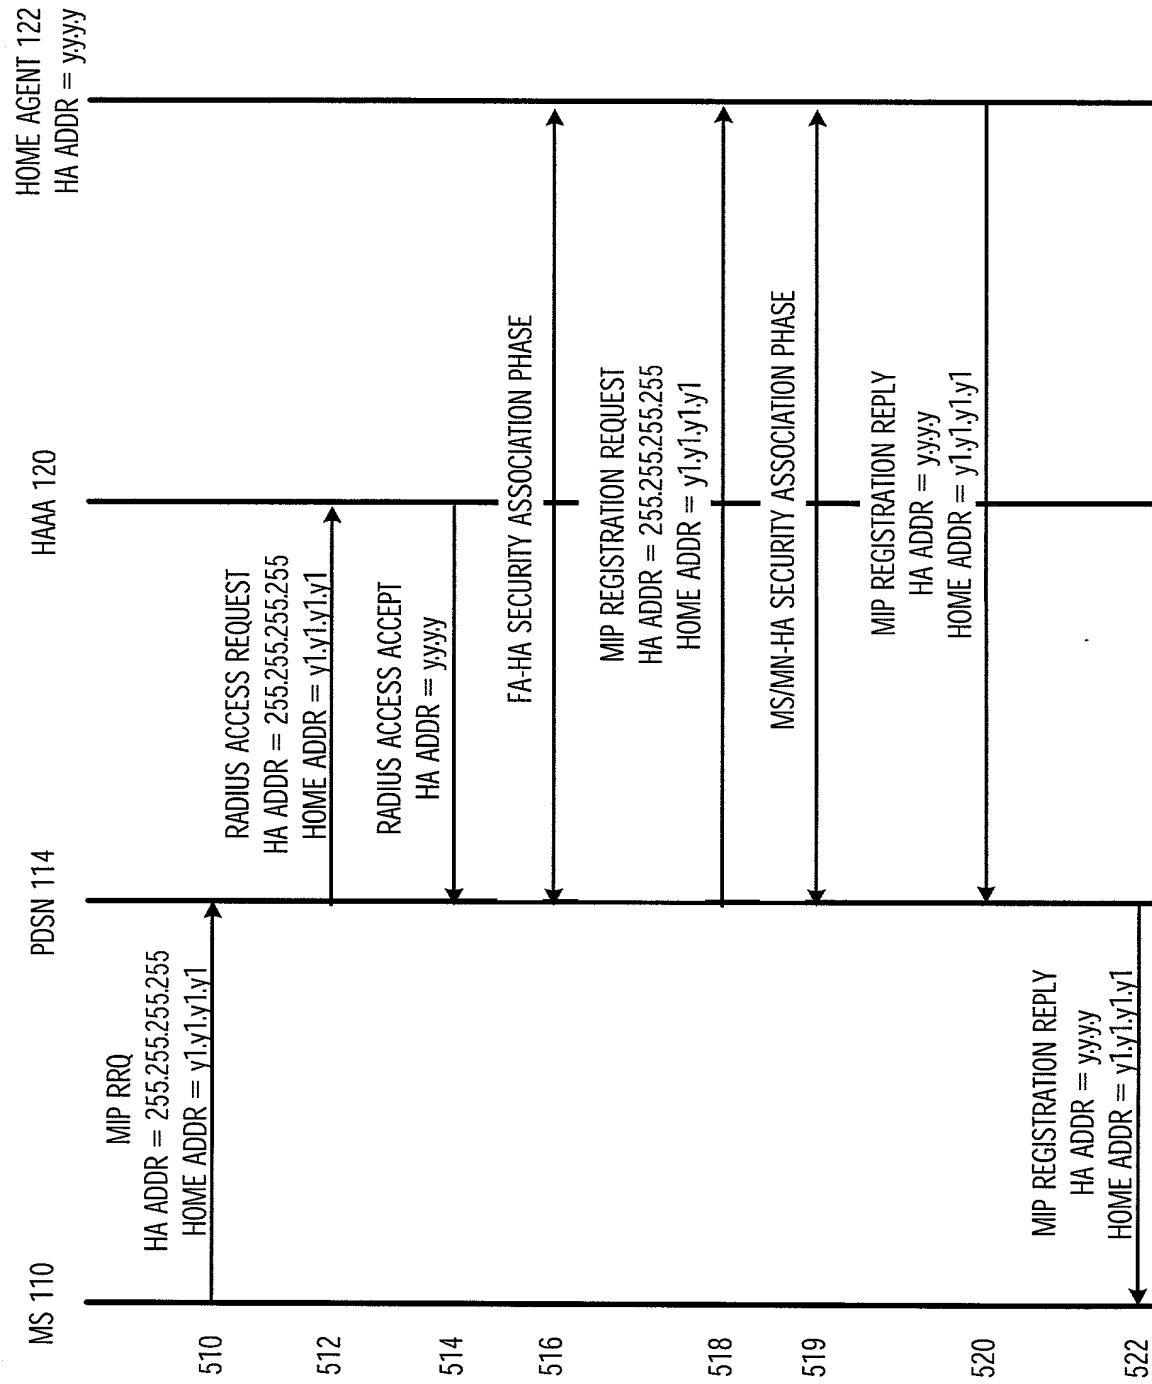 MS 110
PDSN 114
HAAA 120
HOME AGENT 122
HA ADDR = y.y.y.y
510
MIP RRQ
HA ADDR = 255.255.255.255
HOME ADDR = y1.y1.y1.y1
512
RADIUS ACCESS REQUEST
HA ADDR = 255.255.255.255
HOME ADDR = y1.y1.y1.y1
514
RADIUS ACCESS ACCEPT
HA ADDR = y.y.y.y
516
FA-HA SECURITY ASSOCIATION PHASE
518
MIP REGISTRATION REQUEST
HA ADDR = 255.255.255.255
HOME ADDR = y1.y1.y1.y1
519
MS/MN-HA SECURITY ASSOCIATION PHASE
520
MIP REGISTRATION REPLY
HA ADDR = y.y.y.y
HOME ADDR = y1.y1.y1.y1
522
MIP REGISTRATION REPLY
HA ADDR = y.y.y.y
HOME ADDR = y1.y1.y1.y1